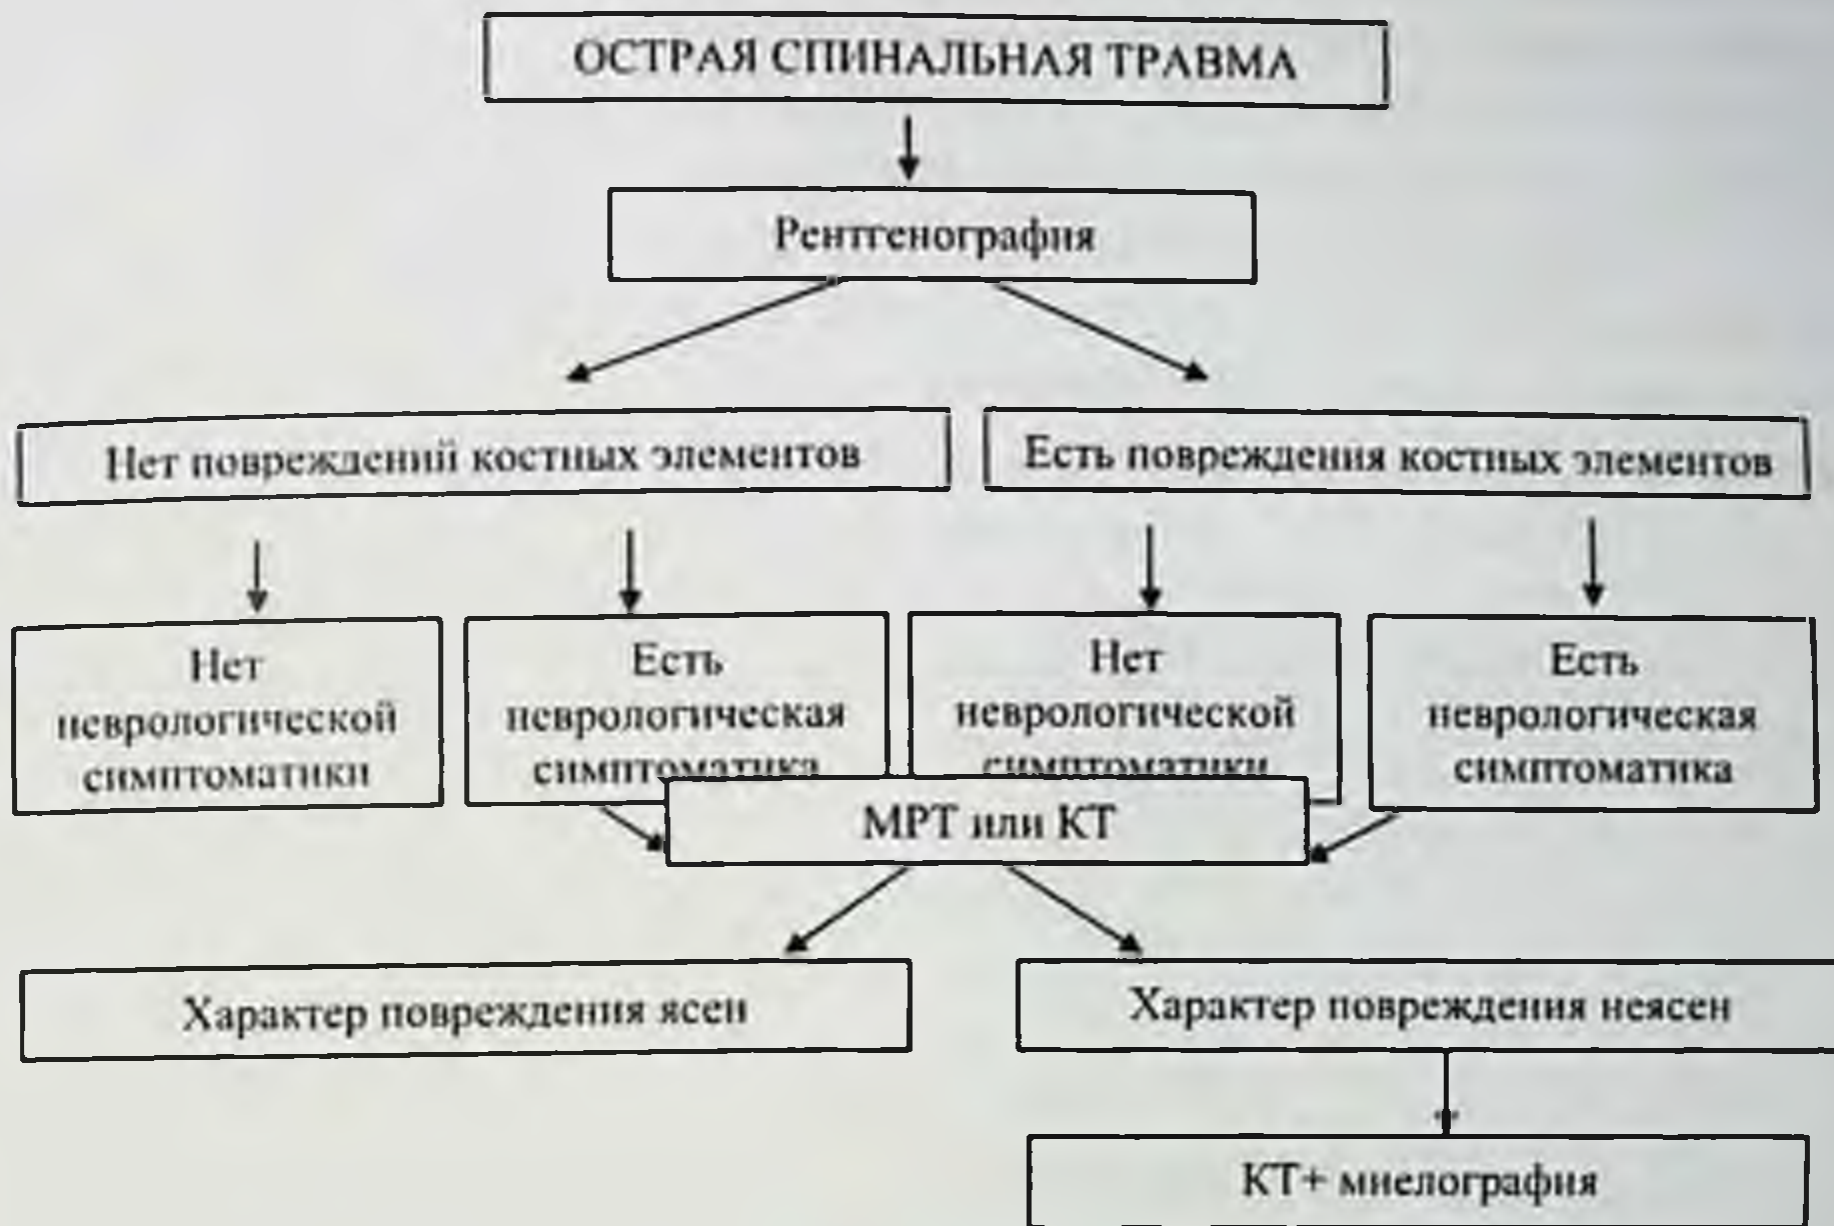 ОСТРАЯ СПИНАЛЬНАЯ ТРАВМА
Рентгенография
Нет повреждений костных элементов
Есть повреждения костных элементов
Нет
неврологической
симптоматики
Есть
неврологическая
симптоматика
Нет
неврологической
симптоматики
Есть
неврологическая
симптоматика
МРТ или КТ
Характер повреждения ясен
Характер повреждения неясен
КТ+ миелография